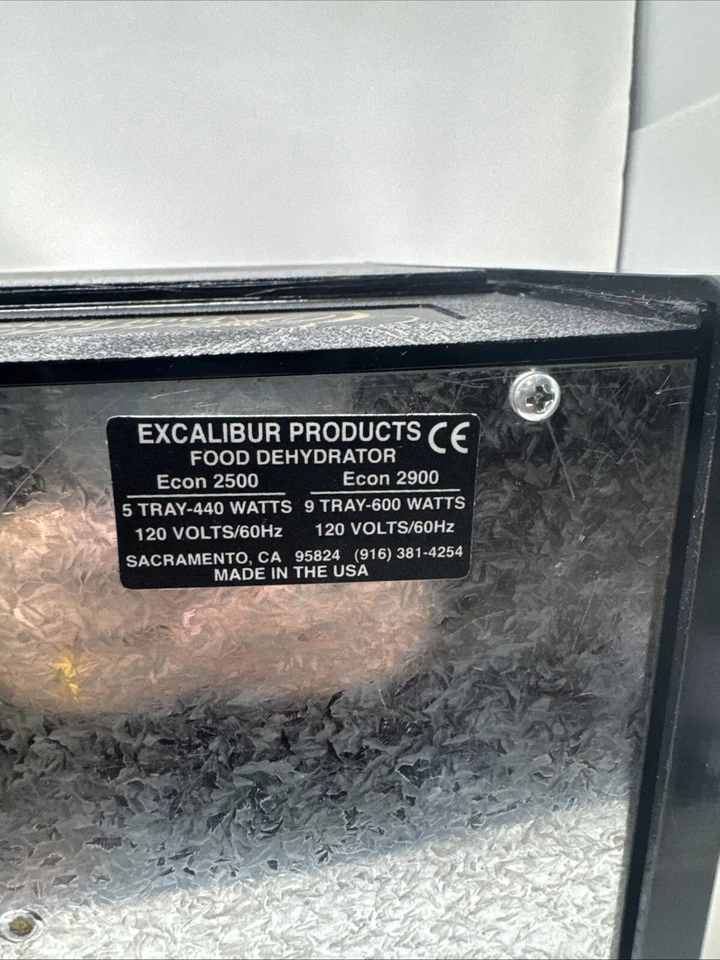 EXCALIBUR PRODUCTS CE
FOOD DEHYDRATOR
Econ 2500 Econ 2900
5 TRAY-440 WATTS 9 TRAY-600 WATTS
120 VOLTS/60Hz 120 VOLTS/60Hz
SACRAMENTO, CA 95824 (916) 381-4254
MADE IN THE USA